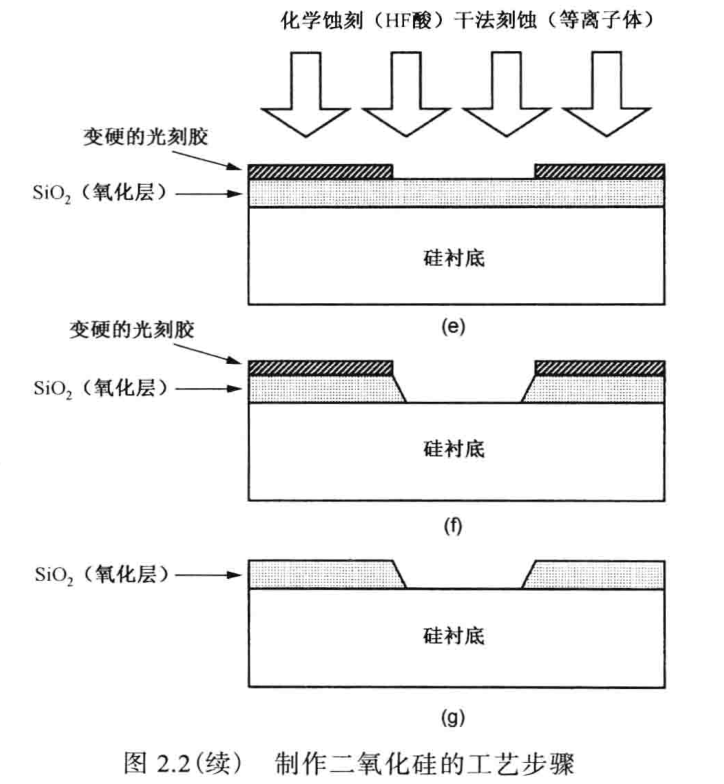 化学蚀刻（HF酸）干法刻蚀（等离子体）
变硬的光刻胶
SiO₂（氧化层）
硅衬底
(e)
变硬的光刻胶
SiO₂（氧化层）
硅衬底
(f)
SiO₂（氧化层）
硅衬底
(g)
图 2.2(续) 制作二氧化硅的工艺步骤